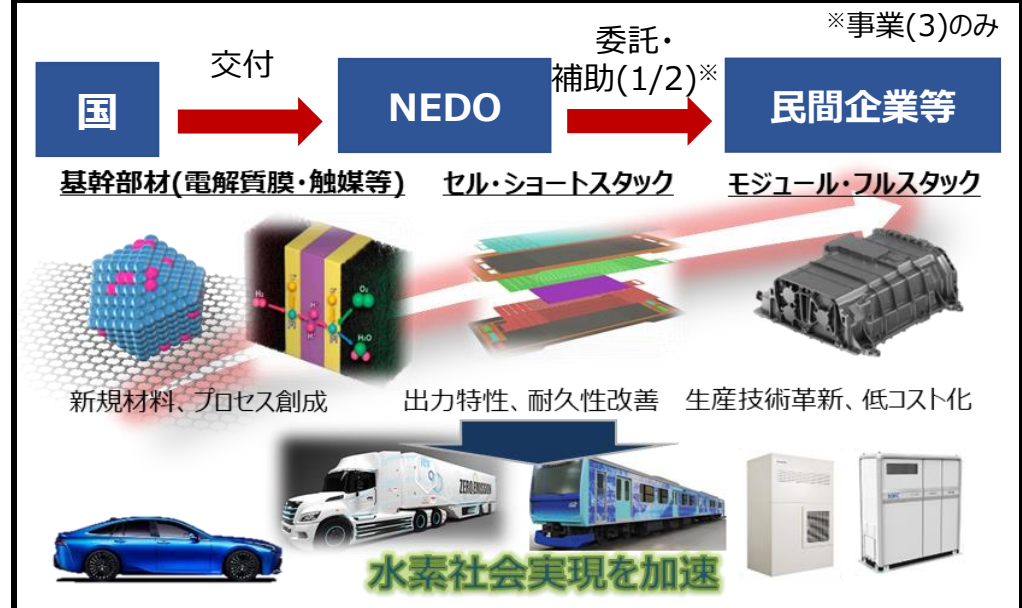 ※事業(3)のみ
国
交付
NEDO
委託・
補助(1/2)※
民間企業等
基幹部材(電解質膜・触媒等)
セル・ショートスタック
モジュール・フルスタック
H₂
O₂
H₂O
新規材料、プロセス創成
出力特性、耐久性改善
生産技術革新、低コスト化
ZERO EMISSION
水素社会実現を加速